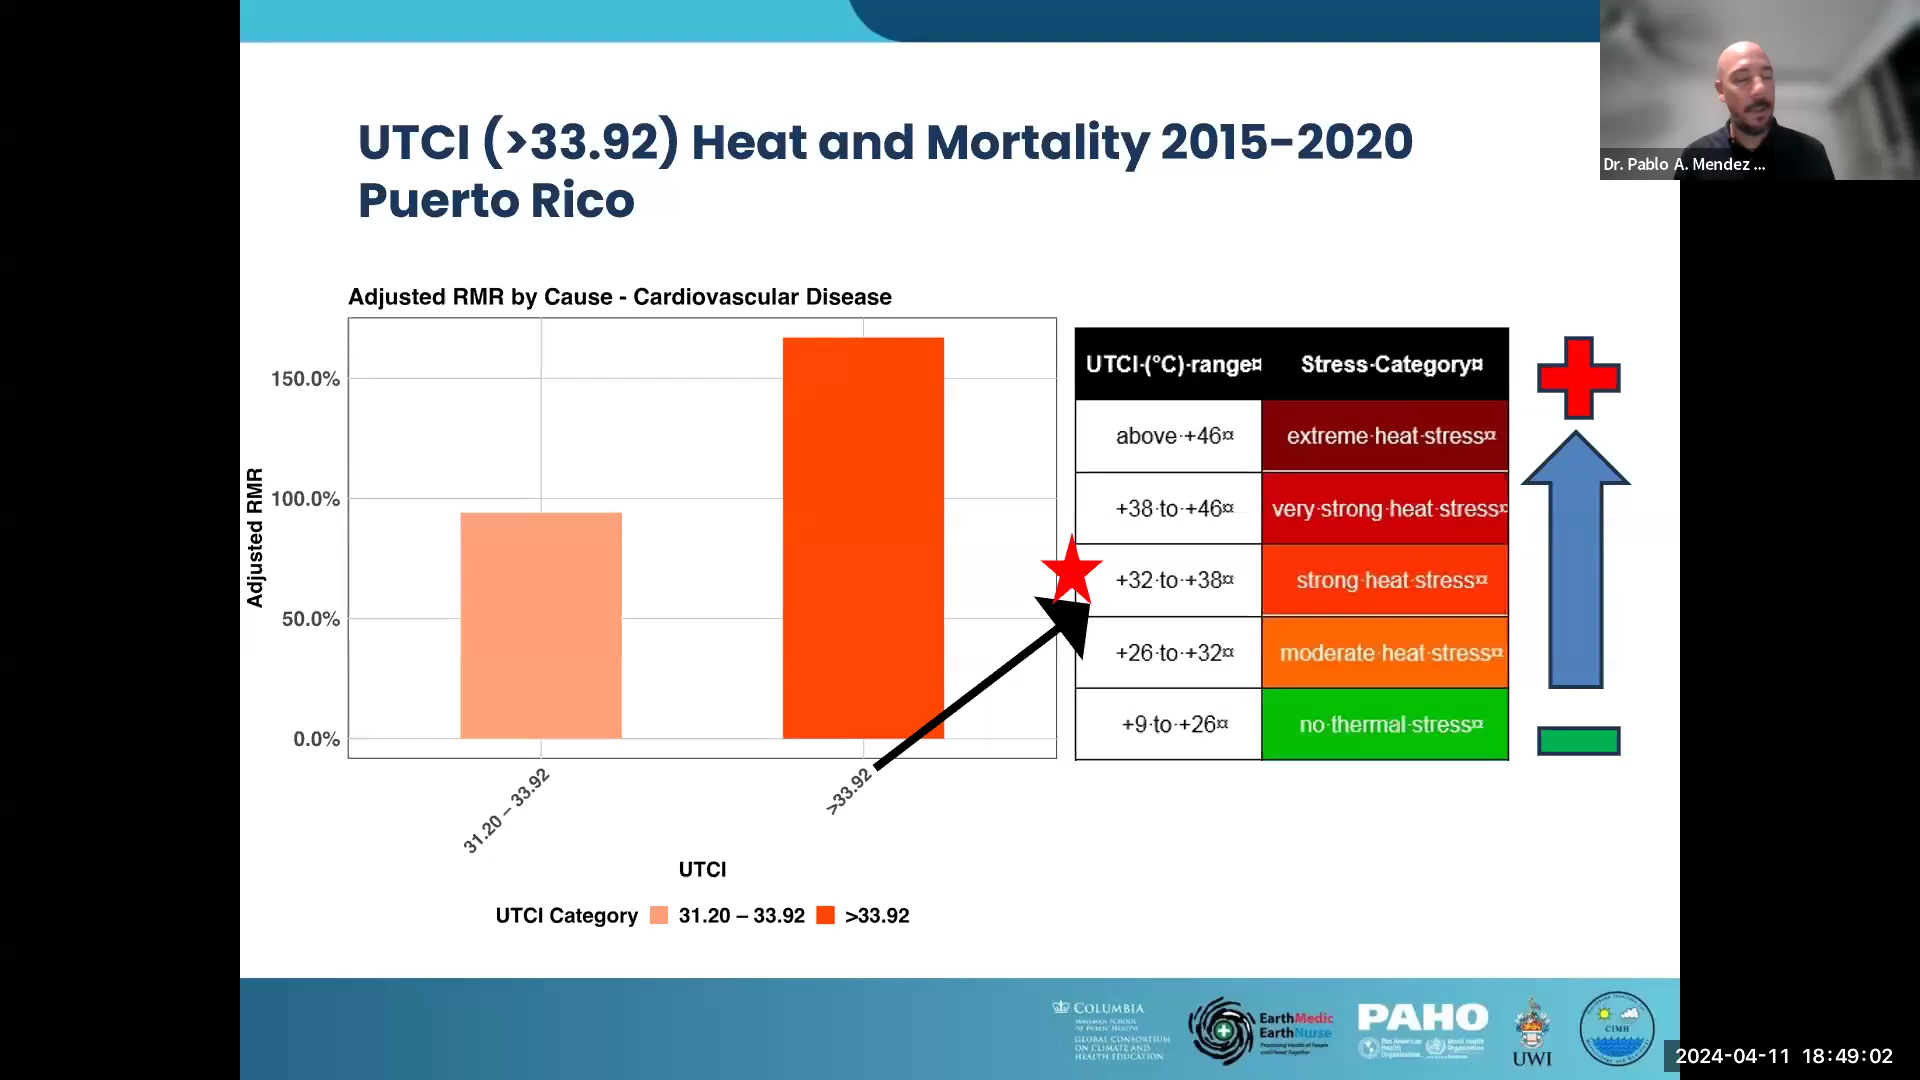 UTCI (>33.92) Heat and Mortality 2015-2020
Puerto Rico
Dr. Pablo A. Mendez ...
Adjusted RMR by Cause - Cardiovascular Disease
Adjusted RMR
150.0%
100.0%
50.0%
0.0%
31.20 – 33.92
>33.92
UTCI
UTCI Category 31.20 – 33.92 >33.92
UTCI·(°C)·range¤ Stress·Category¤
above·+46¤ extreme·heat·stress¤
+38·to·+46¤ very·strong·heat·stress¤
+32·to·+38¤ strong·heat·stress¤
+26·to·+32¤ moderate·heat·stress¤
+9·to·+26¤ no·thermal·stress¤
COLUMBIA
MAILMAN SCHOOL
OF PUBLIC HEALTH
GLOBAL CONSORTIUM
ON CLIMATE AND
HEALTH EDUCATION
EarthMedic
EarthNurse
PAHO
Pan American
Health
Organization
World Health
Organization
UWI
CIMH
2024-04-11 18:49:02